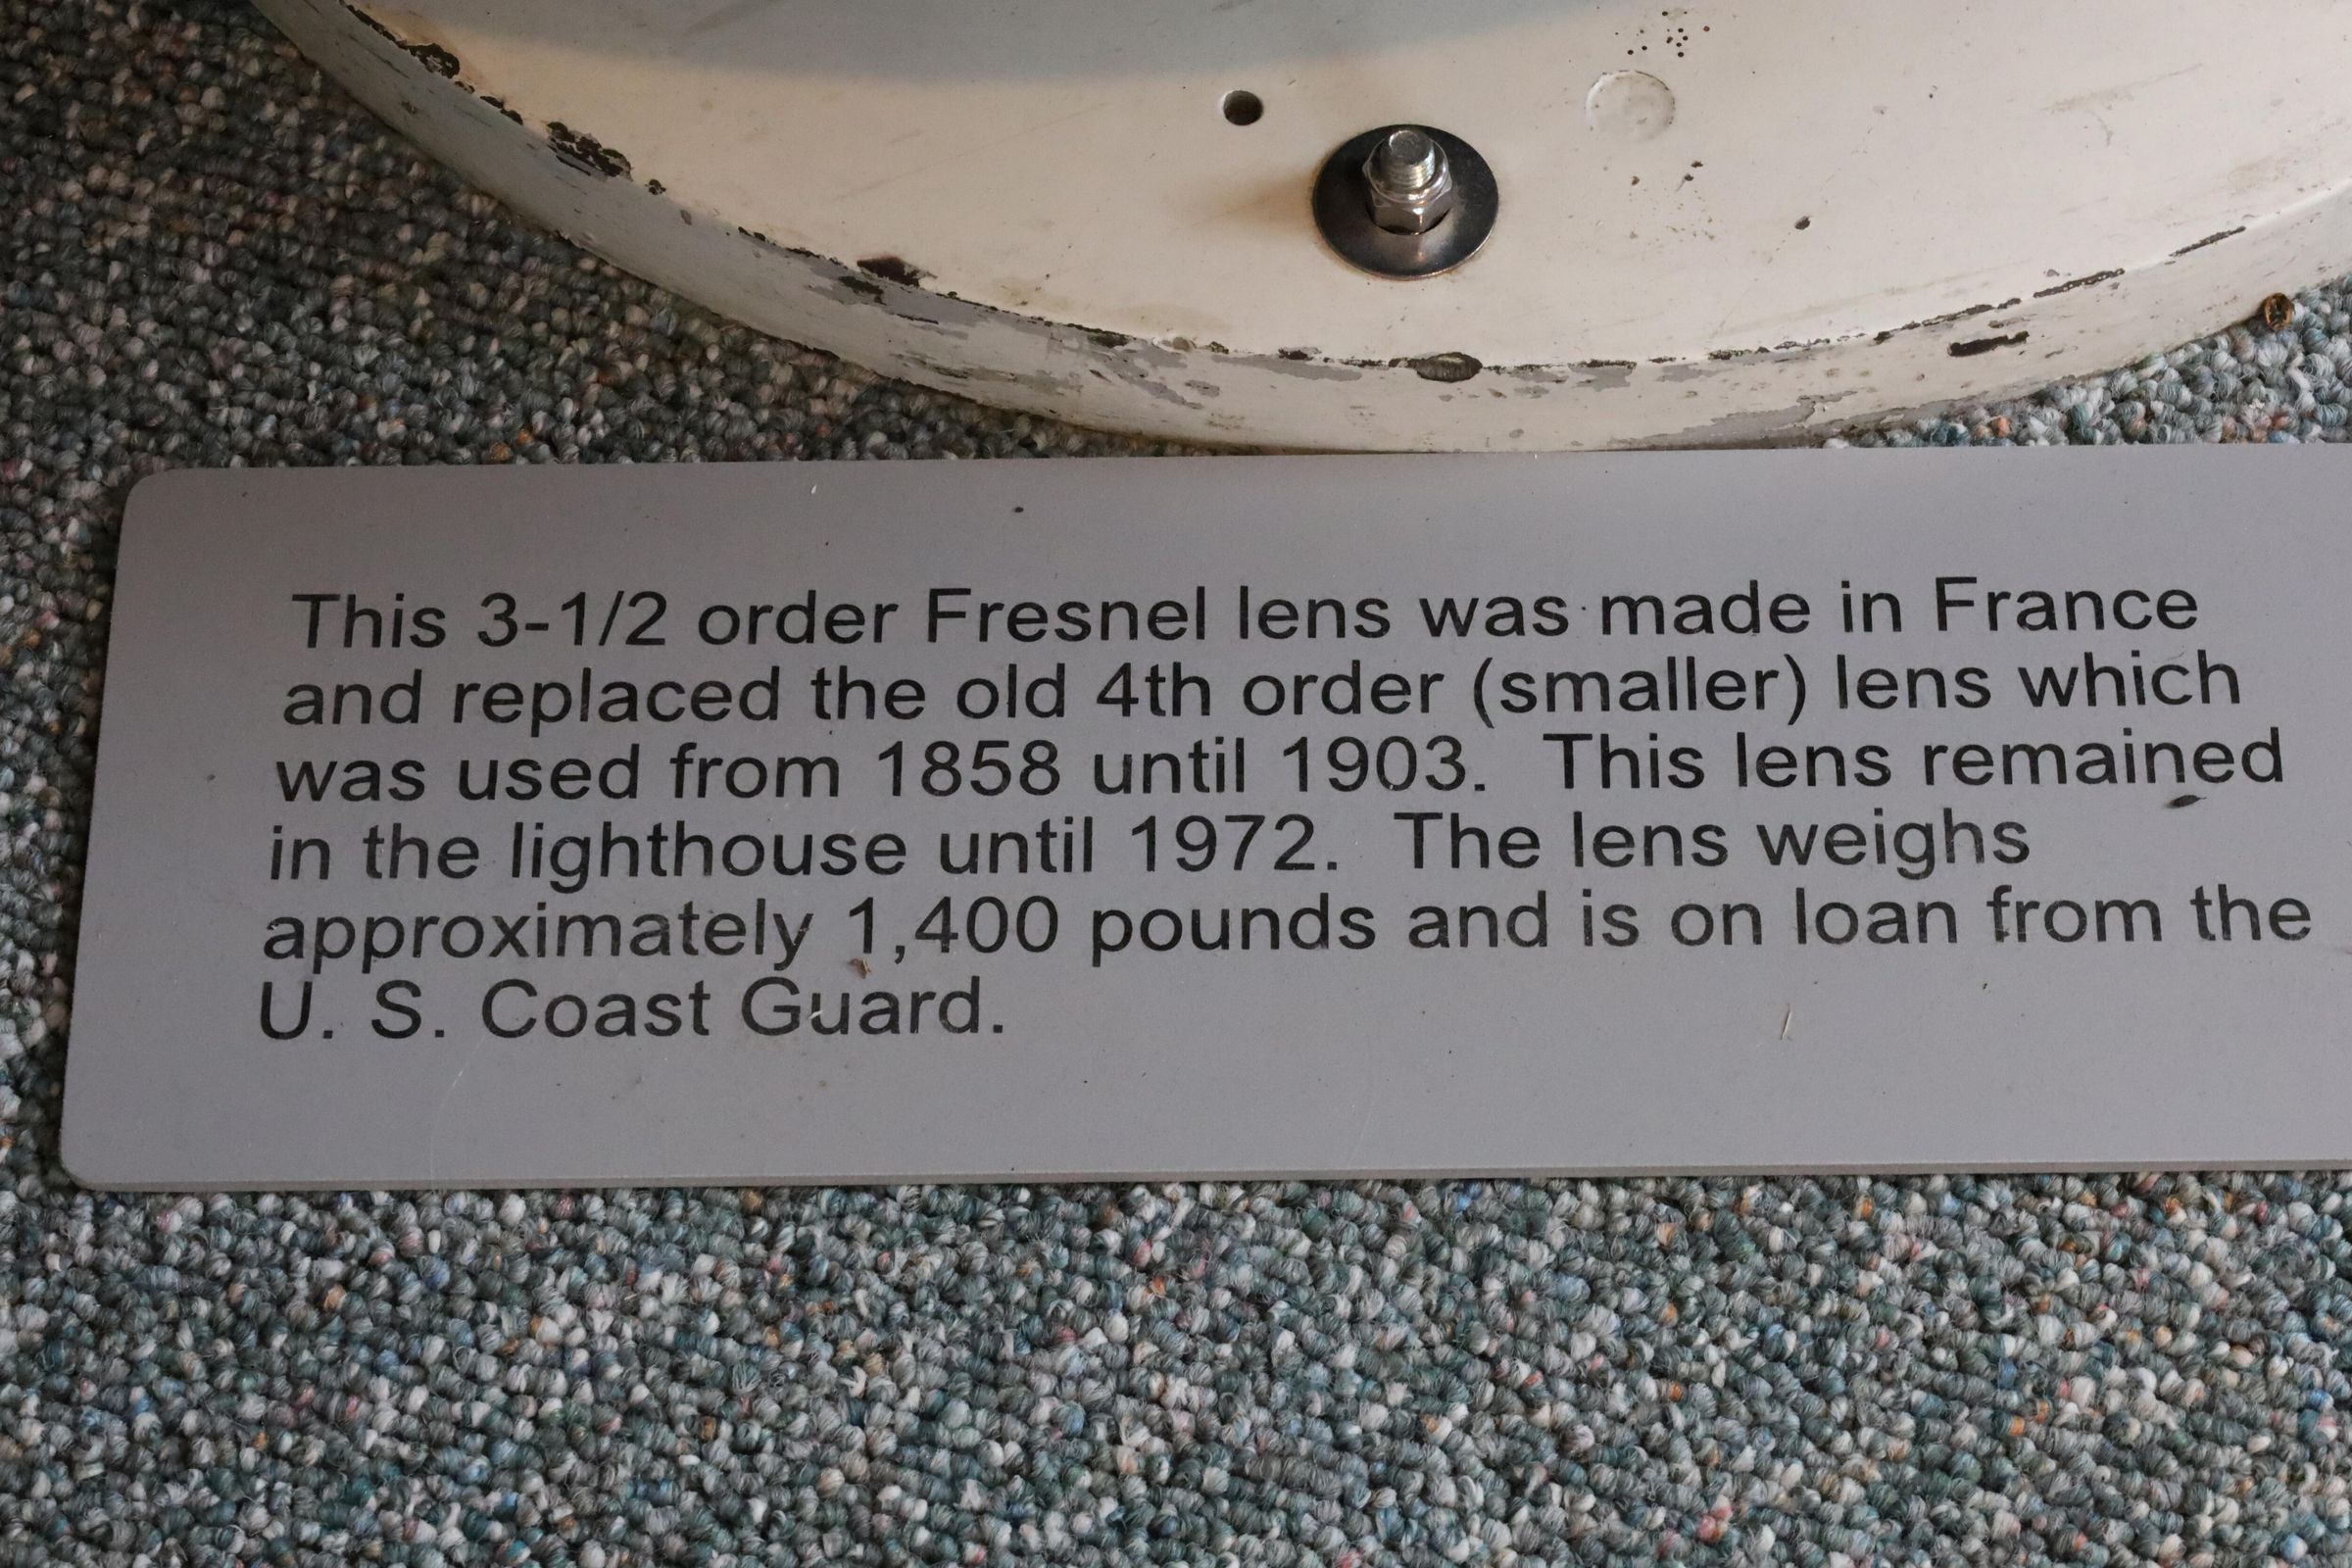 This 3-1/2 order Fresnel lens was made in France
and replaced the old 4th order (smaller) lens which
was used from 1858 until 1903.  This lens remained
in the lighthouse until 1972.  The lens weighs
approximately 1,400 pounds and is on loan from the
U. S. Coast Guard.